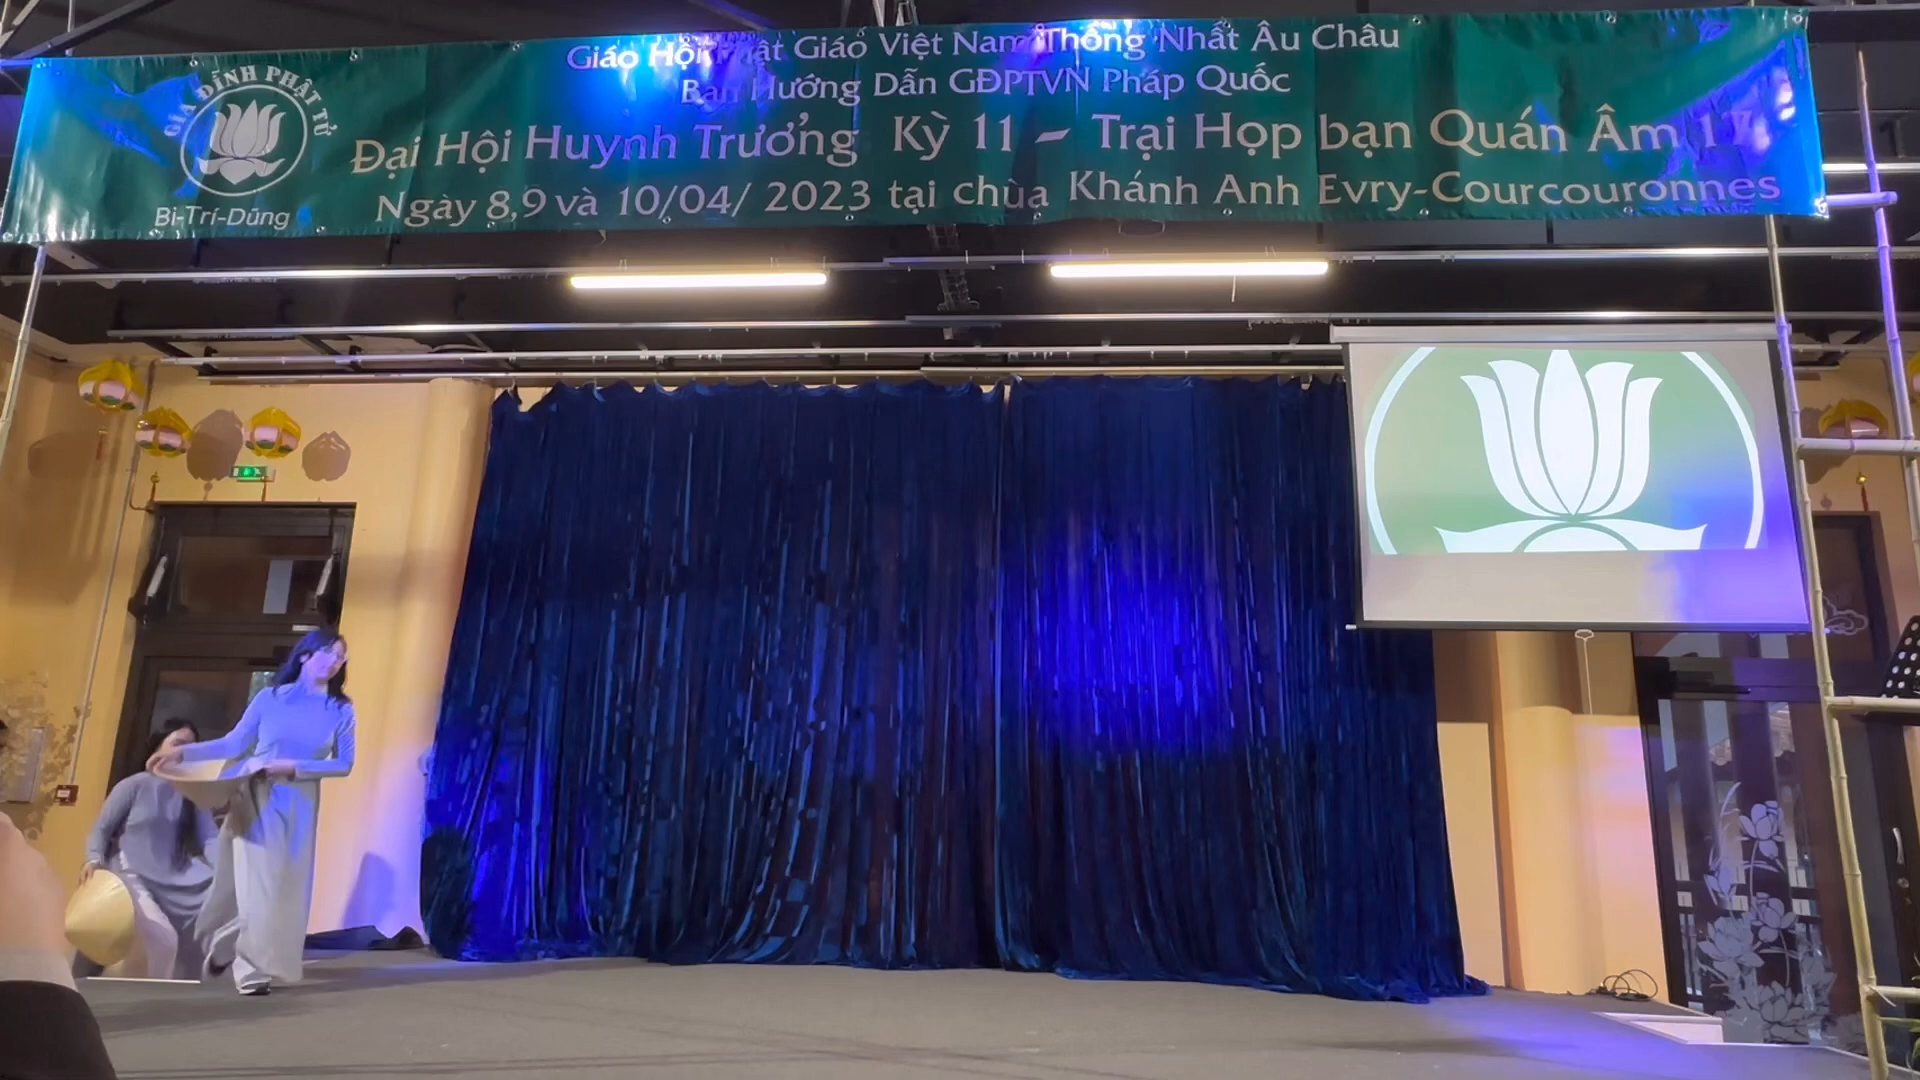 Giáo Hội Phật Giáo Việt Nam Thống Nhất Âu Châu
Ban Hướng Dẫn GĐPTVN Pháp Quốc
GIA ĐÌNH PHẬT TỬ
Đại Hội Huynh Trưởng Kỳ 11 - Trại Họp bạn Quán Âm 17
Ngày 8,9 và 10/04/ 2023 tại chùa Khánh Anh Evry-Courcouronnes
Bi-Trí-Dũng